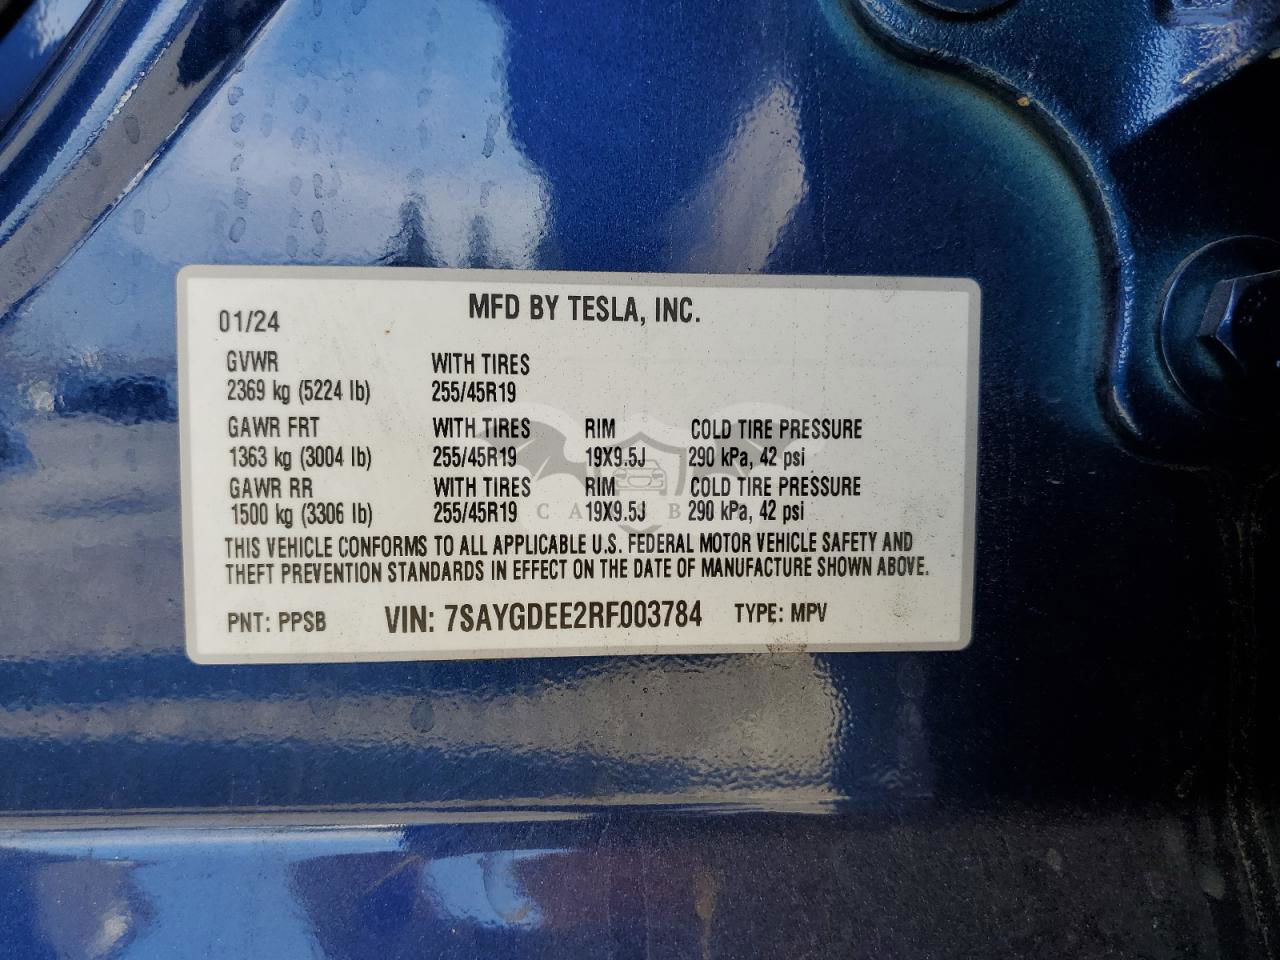 MFD BY TESLA, INC.
01/24
GVWR WITH TIRES
2369 kg (5224 lb) 255/45R19
GAWR FRT WITH TIRES RIM COLD TIRE PRESSURE
1363 kg (3004 lb) 255/45R19 19X9.5J 290 kPa, 42 psi
GAWR RR WITH TIRES RIM COLD TIRE PRESSURE
1500 kg (3306 lb) 255/45R19 19X9.5J 290 kPa, 42 psi
THIS VEHICLE CONFORMS TO ALL APPLICABLE U.S. FEDERAL MOTOR VEHICLE SAFETY AND
THEFT PREVENTION STANDARDS IN EFFECT ON THE DATE OF MANUFACTURE SHOWN ABOVE.
PNT: PPSB VIN: 7SAYGDEE2RF003784 TYPE: MPV